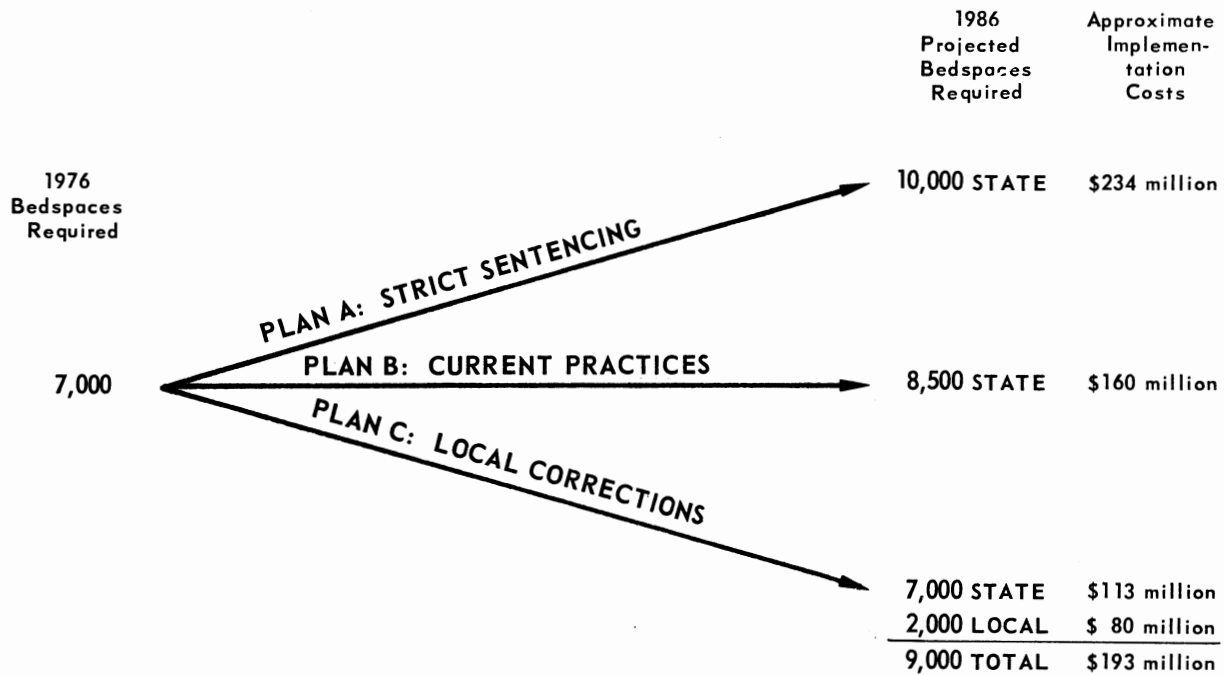 1986
Projected
Bedspaces
Required
Approximate
Implemen-
tation
Costs
1976
Bedspaces
Required
7,000
PLAN A: STRICT SENTENCING
10,000 STATE $234 million
PLAN B: CURRENT PRACTICES
8,500 STATE $160 million
PLAN C: LOCAL CORRECTIONS
7,000 STATE $113 million
2,000 LOCAL $ 80 million
9,000 TOTAL $193 million